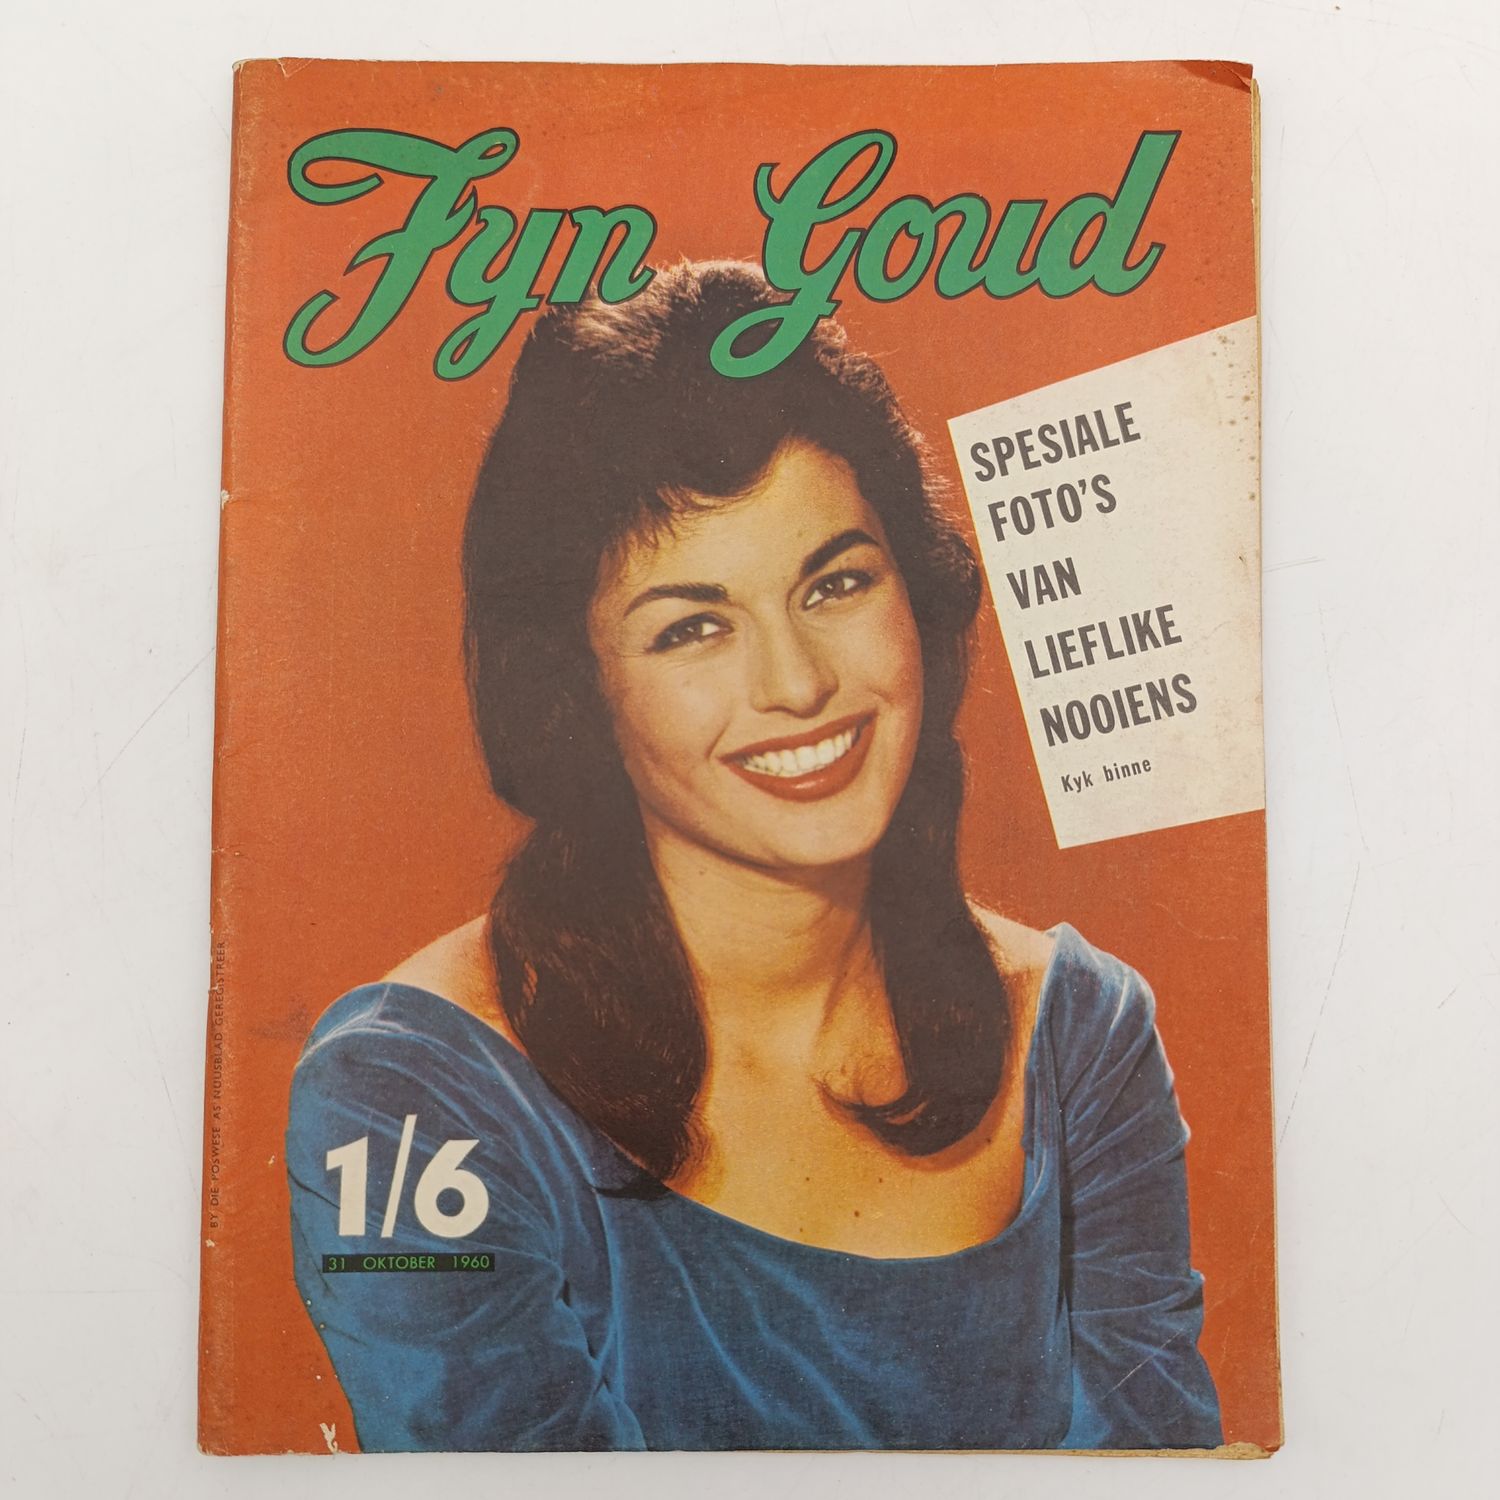 Fyn Goud
SPESIALE
FOTO'S
VAN
LIEFLIKE
NOOIENS
Kyk binne
BY DIE POSWESE AS NUUSBLAD GEREGISTREER
1/6
31 OKTOBER 1960